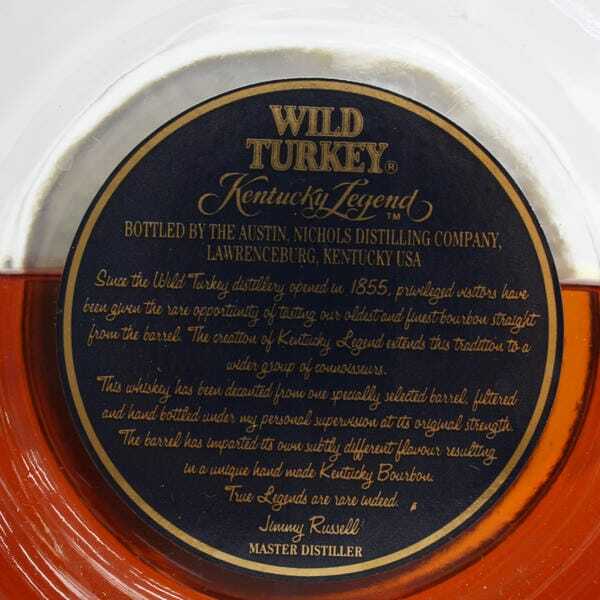 WILD
TURKEY®
Kentucky Legend™
BOTTLED BY THE AUSTIN, NICHOLS DISTILLING COMPANY,
LAWRENCEBURG, KENTUCKY USA
Since the Wild Turkey distillery opened in 1855, privileged visitors have
been given the rare opportunity of tasting our oldest and finest bourbon straight
from the barrel. The creation of Kentucky Legend extends this tradition to a
wider group of connoisseurs.
This whiskey has been decanted from one specially selected barrel, filtered
and hand bottled under my personal supervision at its original strength.
The barrel has imparted its own subtly different flavour resulting
in a unique hand made Kentucky Bourbon.
True Legends are rare indeed.
Jimmy Russell
MASTER DISTILLER